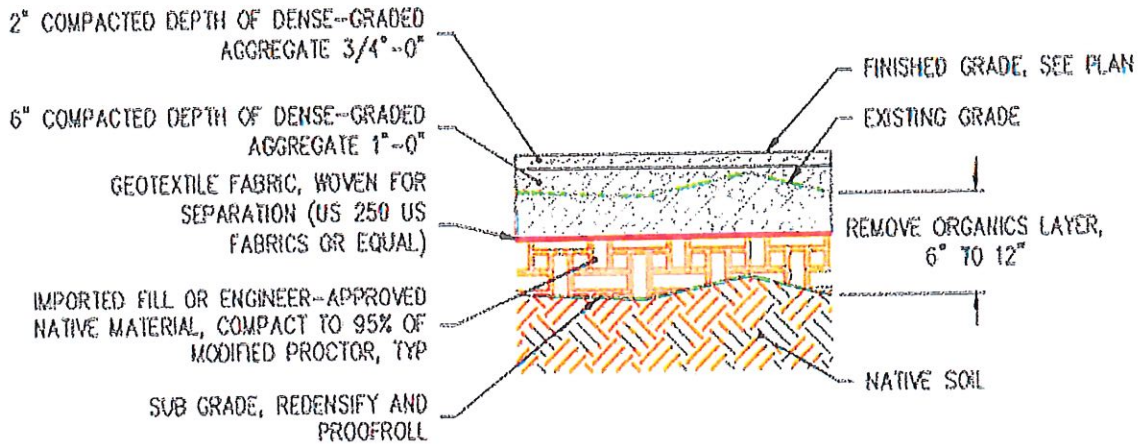 2" COMPACTED DEPTH OF DENSE-GRADED
AGGREGATE 3/4"-0"
6" COMPACTED DEPTH OF DENSE-GRADED
AGGREGATE 1"-0"
GEOTEXTILE FABRIC, WOVEN FOR
SEPARATION (US 250 US
FABRICS OR EQUAL)
IMPORTED FILL OR ENGINEER-APPROVED
NATIVE MATERIAL, COMPACT TO 95% OF
MODIFIED PROCTOR, TYP
SUB GRADE, REDENSIFY AND
PROOFROLL
FINISHED GRADE, SEE PLAN
EXISTING GRADE
REMOVE ORGANICS LAYER,
6" TO 12"
NATIVE SOIL